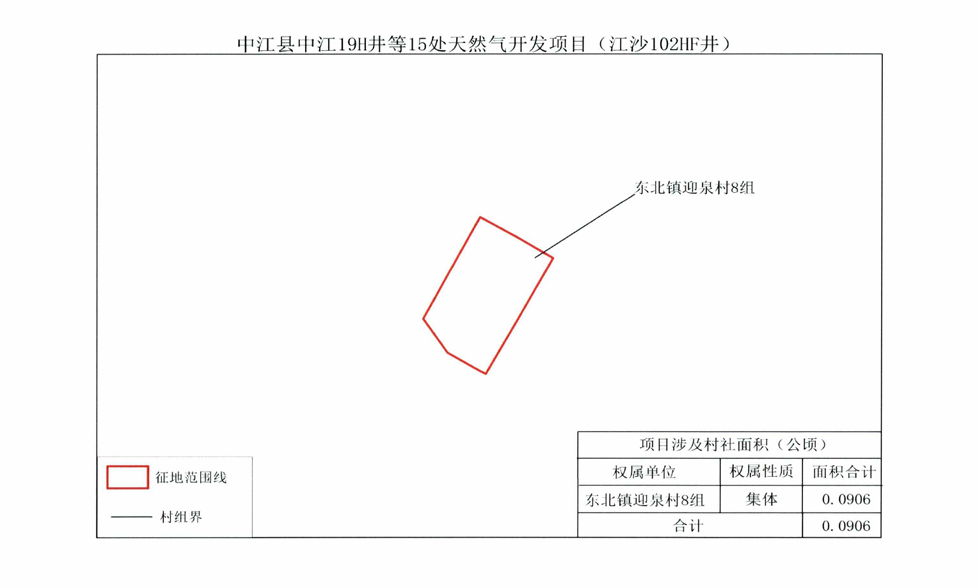 中江县中江19H井等15处天然气开发项目（江沙102HF井）
东北镇迎泉村8组
项目涉及村社面积（公顷）
权属单位 权属性质 面积合计
东北镇迎泉村8组 集体 0.0906
合计 0.0906
征地范围线
村组界